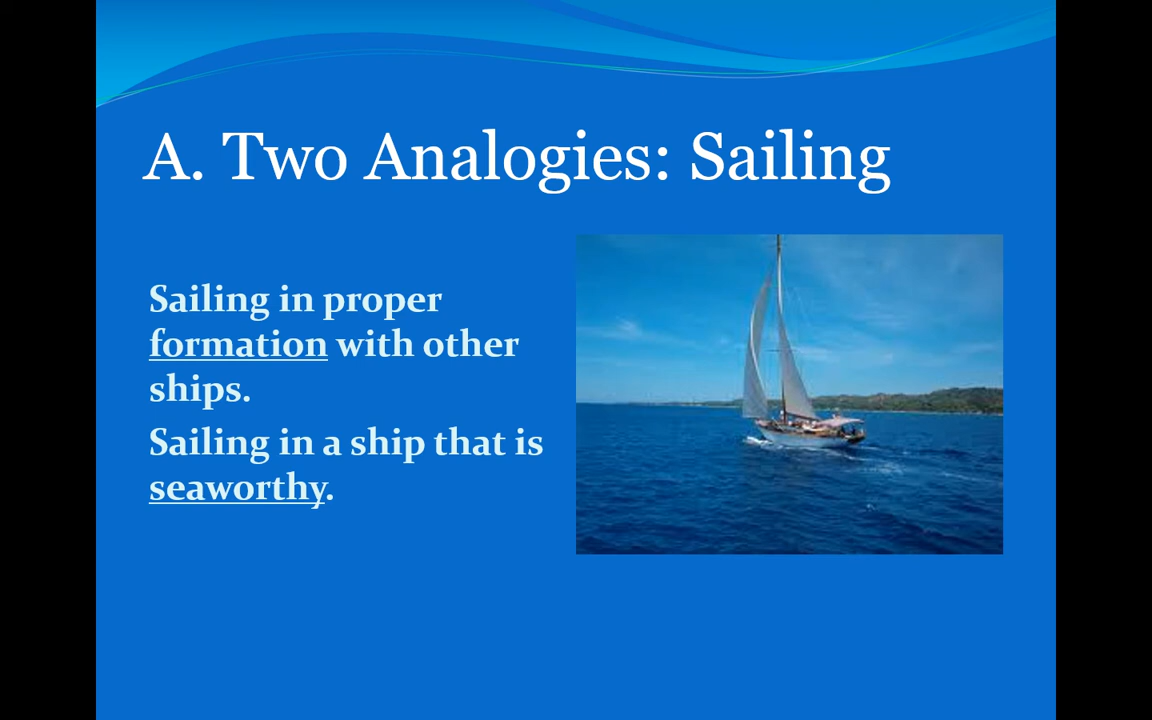 A. Two Analogies: Sailing
Sailing in proper
formation with other
ships.
Sailing in a ship that is
seaworthy.